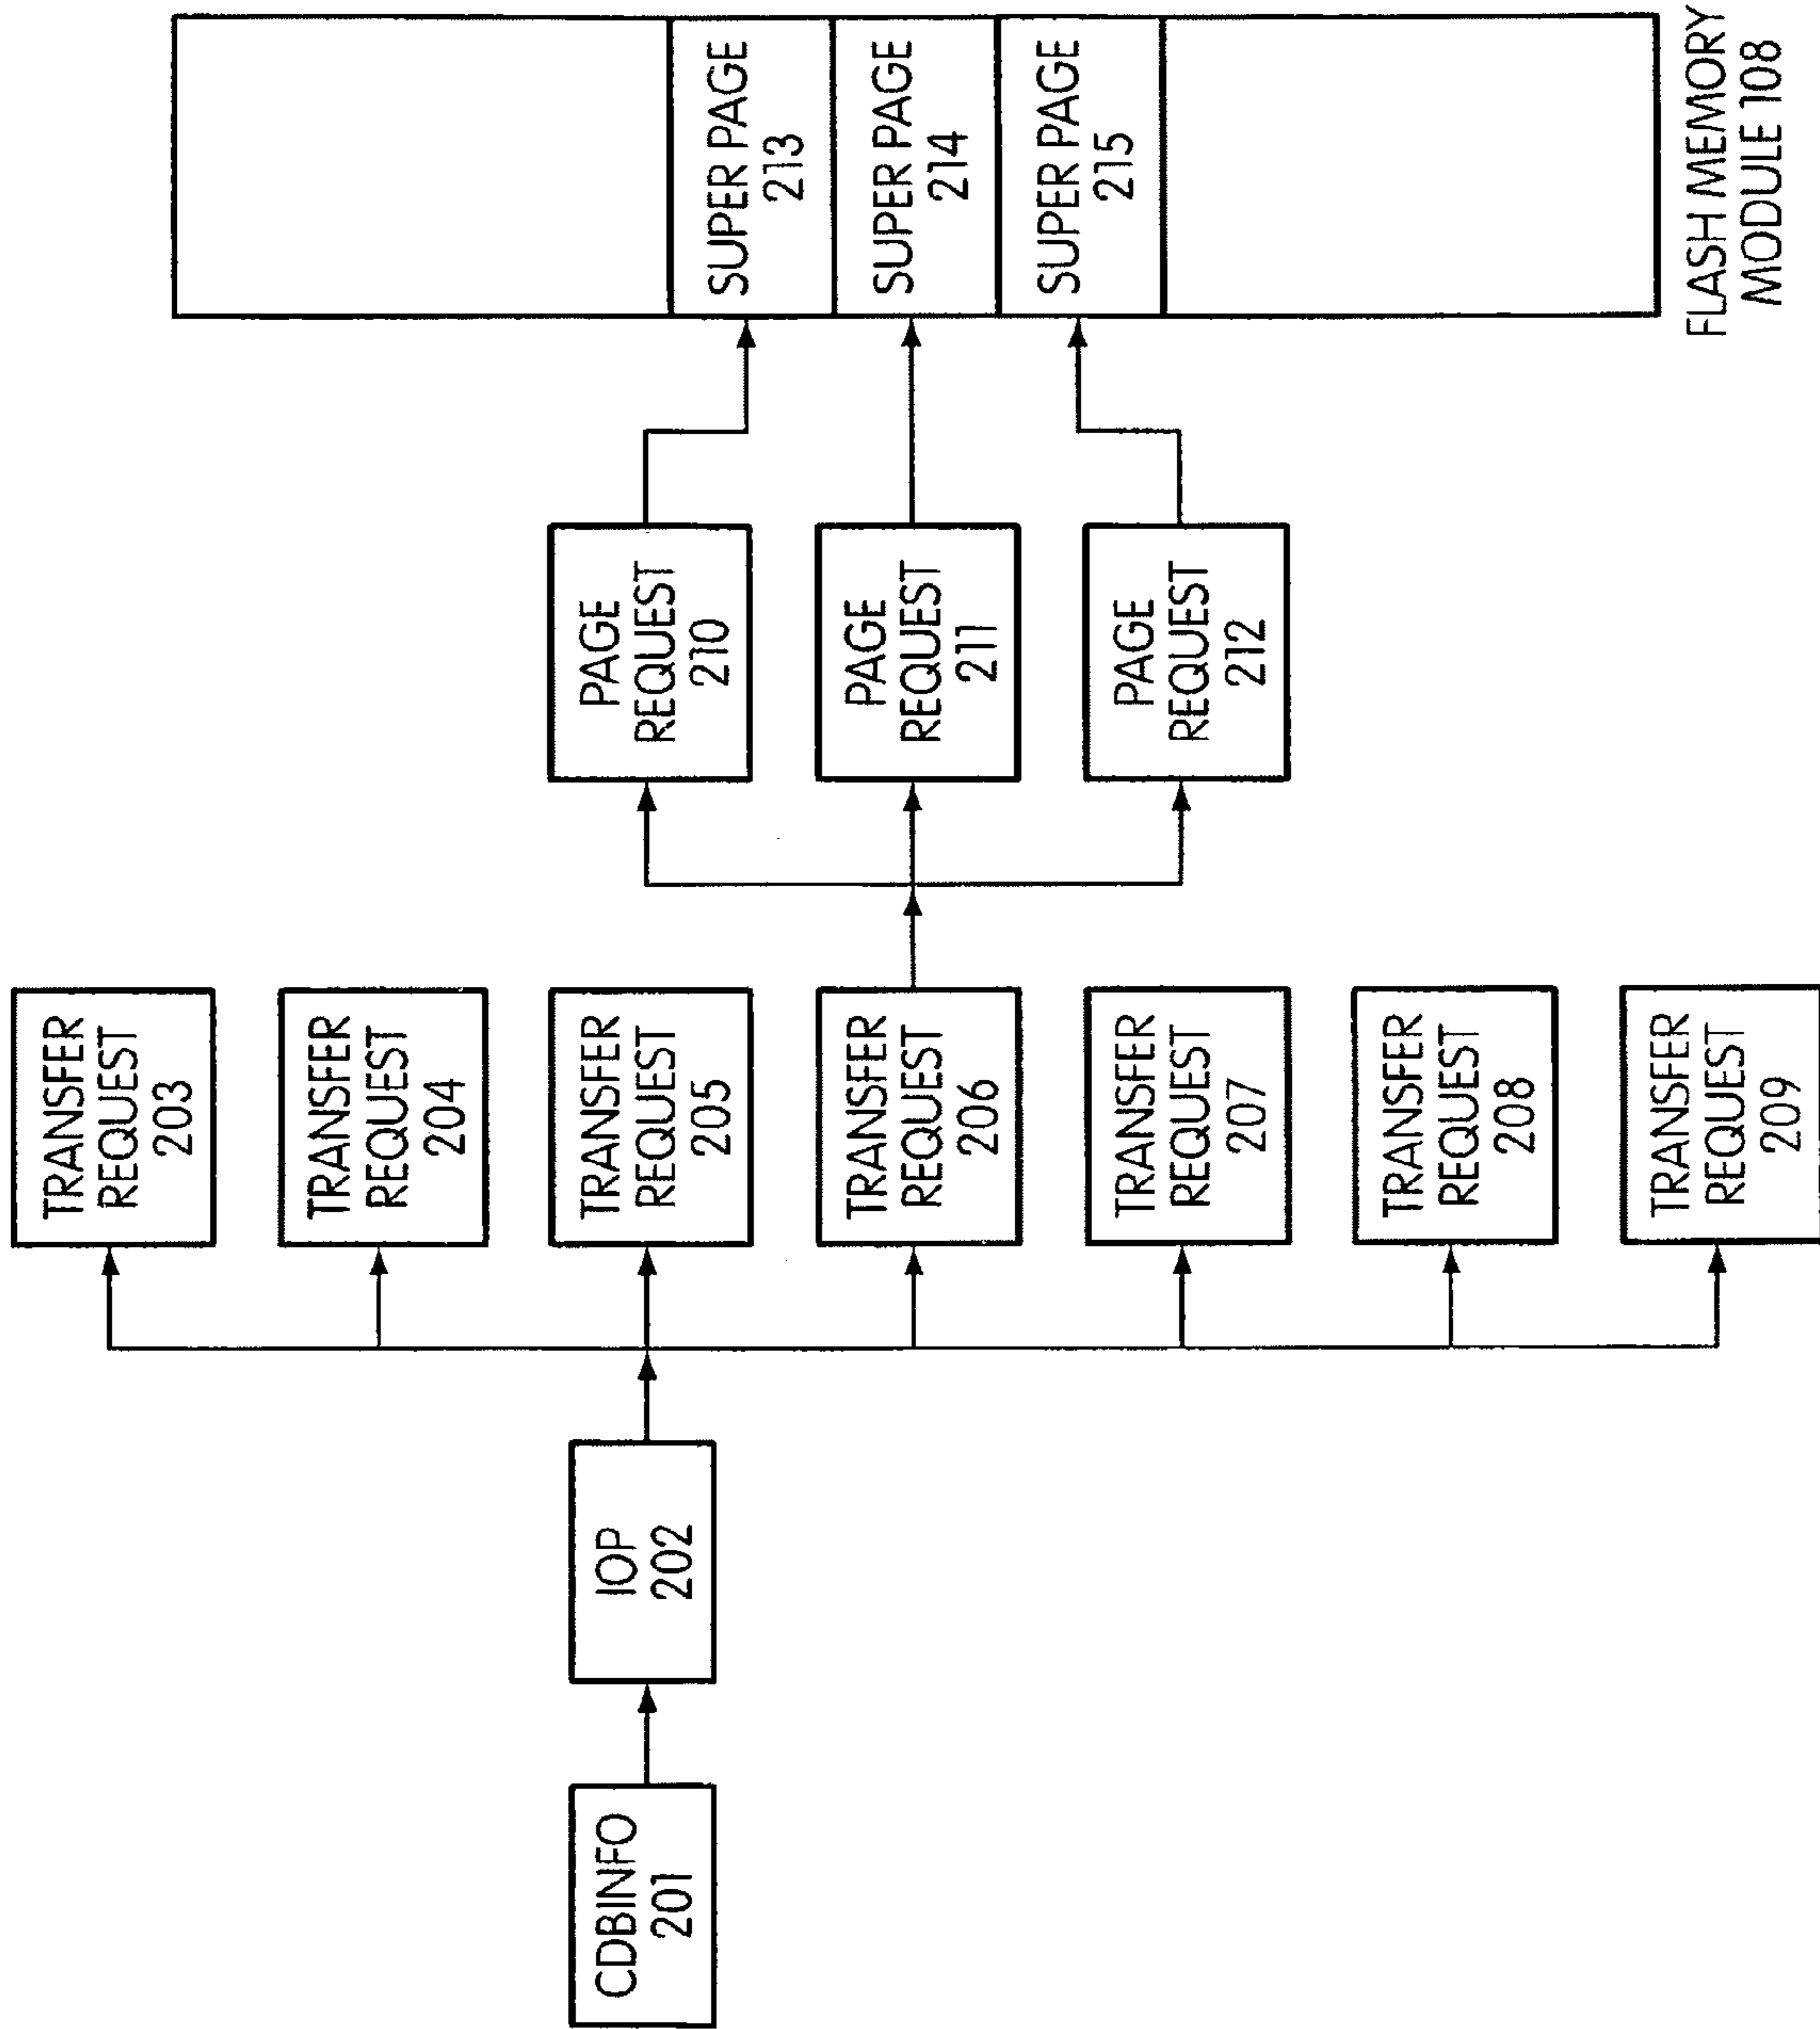 CDBINFO
201
IOP
202
TRANSFER
REQUEST
203
TRANSFER
REQUEST
204
TRANSFER
REQUEST
205
TRANSFER
REQUEST
206
TRANSFER
REQUEST
207
TRANSFER
REQUEST
208
TRANSFER
REQUEST
209
PAGE
REQUEST
210
PAGE
REQUEST
211
PAGE
REQUEST
212
SUPER PAGE
213
SUPER PAGE
214
SUPER PAGE
215
FLASH MEMORY
MODULE 108